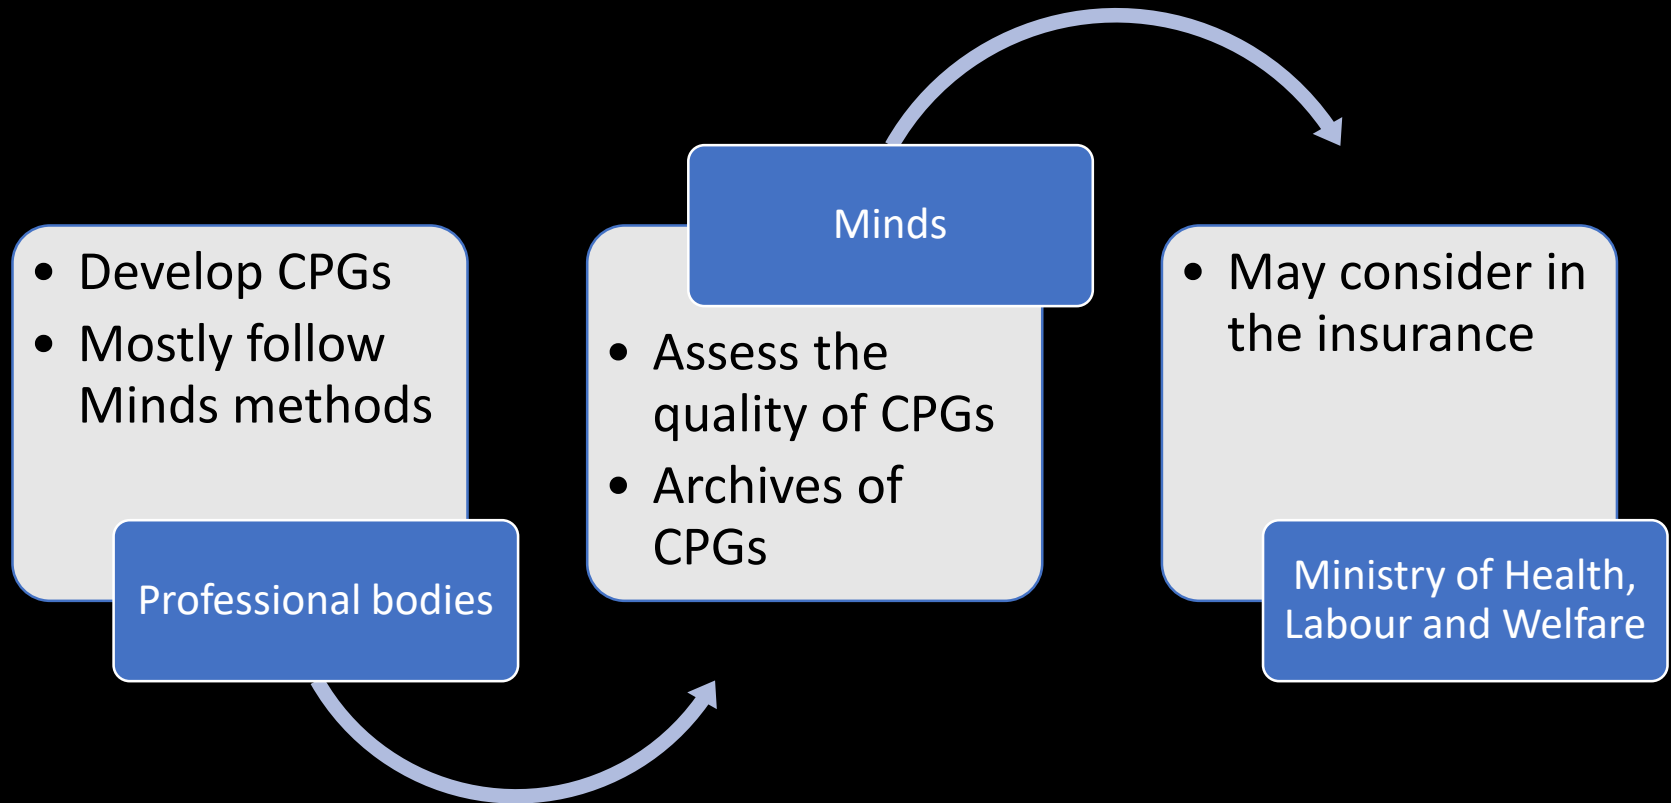 • Develop CPGs
• Mostly follow
Minds methods
Professional bodies
Minds
• Assess the
quality of CPGs
• Archives of
CPGs
• May consider in
the insurance
Ministry of Health,
Labour and Welfare